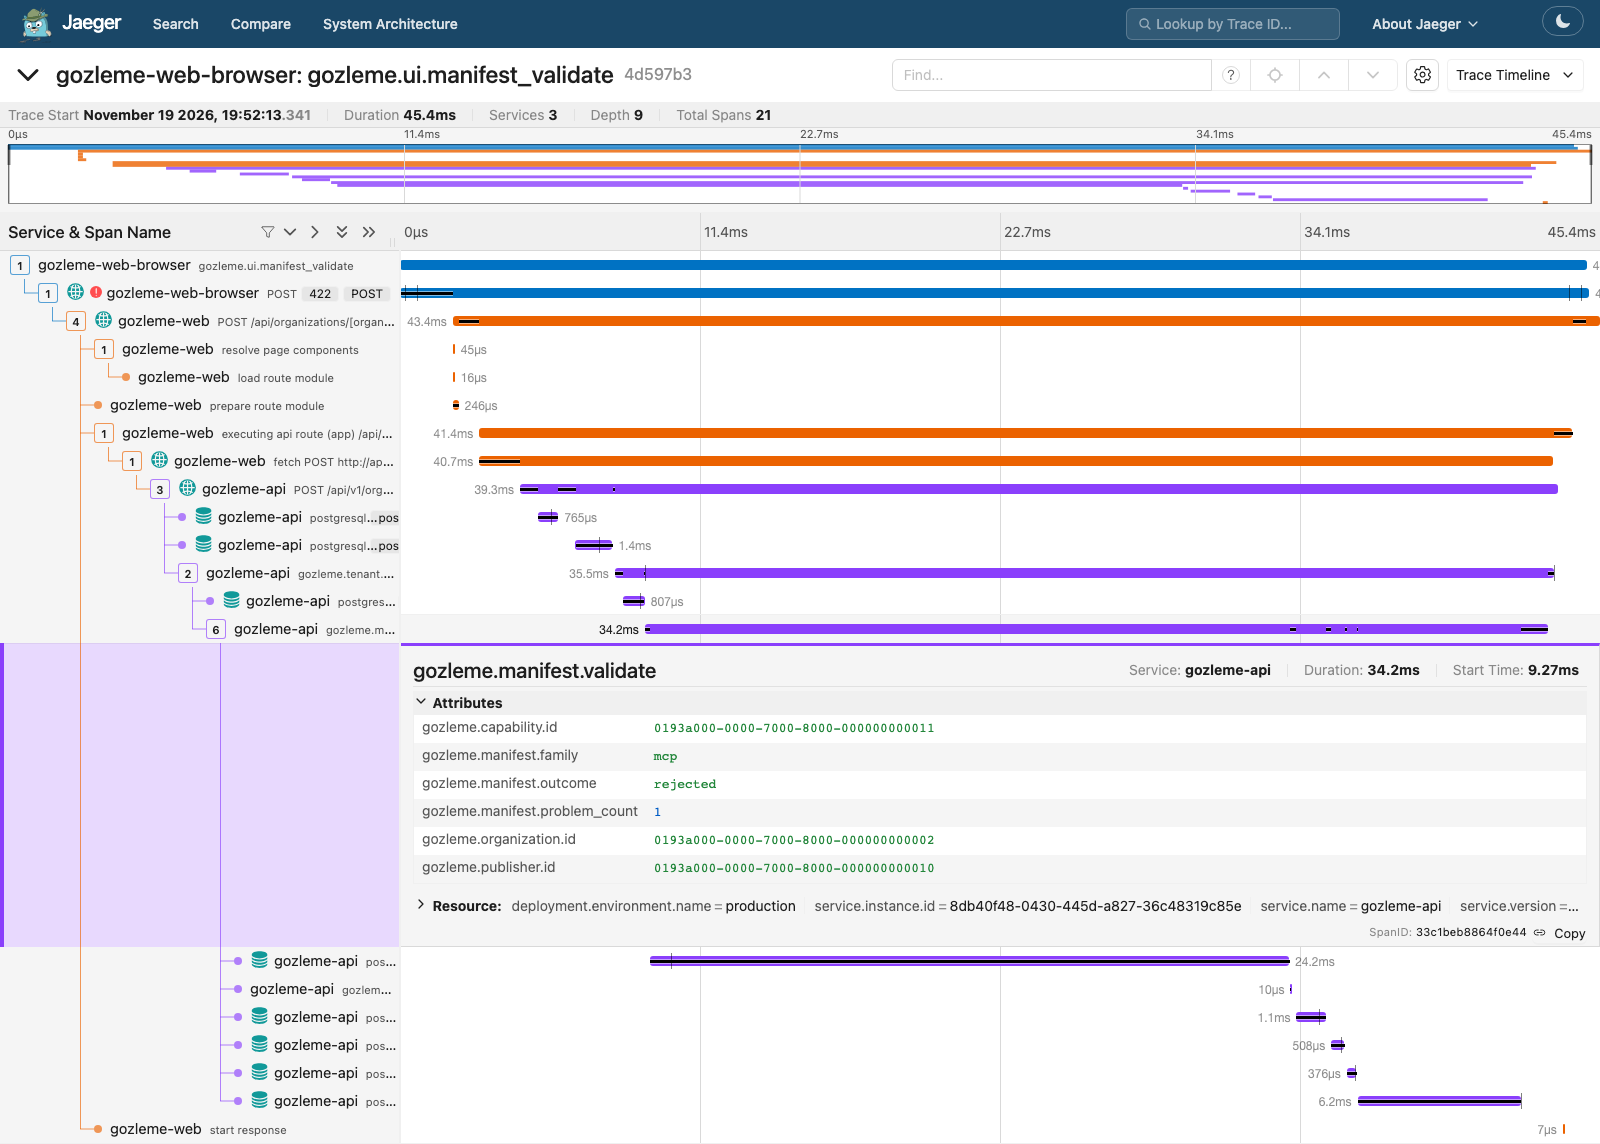 Jaeger Search Compare System Architecture Lookup by Trace ID... About Jaeger
gozleme-web-browser: gozleme.ui.manifest_validate 4d597b3 Find... ? Trace Timeline
Trace Start November 19 2026, 19:52:13.341 Duration 45.4ms Services 3 Depth 9 Total Spans 21
0µs 11.4ms 22.7ms 34.1ms 45.4ms
Service & Span Name 0µs 11.4ms 22.7ms 34.1ms 45.4ms
1 gozleme-web-browser gozleme.ui.manifest_validate 4
1 gozleme-web-browser POST 422 POST 4
4 gozleme-web POST /api/organizations/[organ... 43.4ms
1 gozleme-web resolve page components 45µs
gozleme-web load route module 16µs
gozleme-web prepare route module 246µs
1 gozleme-web executing api route (app) /api/... 41.4ms
1 gozleme-web fetch POST http://ap... 40.7ms
3 gozleme-api POST /api/v1/org... 39.3ms
gozleme-api postgresql...pos 765µs
gozleme-api postgresql...pos 1.4ms
2 gozleme-api gozleme.tenant.... 35.5ms
gozleme-api postgres... 807µs
6 gozleme-api gozleme.m... 34.2ms
gozleme.manifest.validate Service: gozleme-api Duration: 34.2ms Start Time: 9.27ms
Attributes
gozleme.capability.id 0193a000-0000-7000-8000-000000000011
gozleme.manifest.family mcp
gozleme.manifest.outcome rejected
gozleme.manifest.problem_count 1
gozleme.organization.id 0193a000-0000-7000-8000-000000000002
gozleme.publisher.id 0193a000-0000-7000-8000-000000000010
Resource: deployment.environment.name = production service.instance.id = 8db40f48-0430-445d-a827-36c48319c85e service.name = gozleme-api service.version =...
SpanID: 33c1beb8864f0e44 Copy
gozleme-api pos... 24.2ms
gozleme-api gozlem... 10µs
gozleme-api pos... 1.1ms
gozleme-api pos... 508µs
gozleme-api pos... 376µs
gozleme-api pos... 6.2ms
gozleme-web start response 7µs